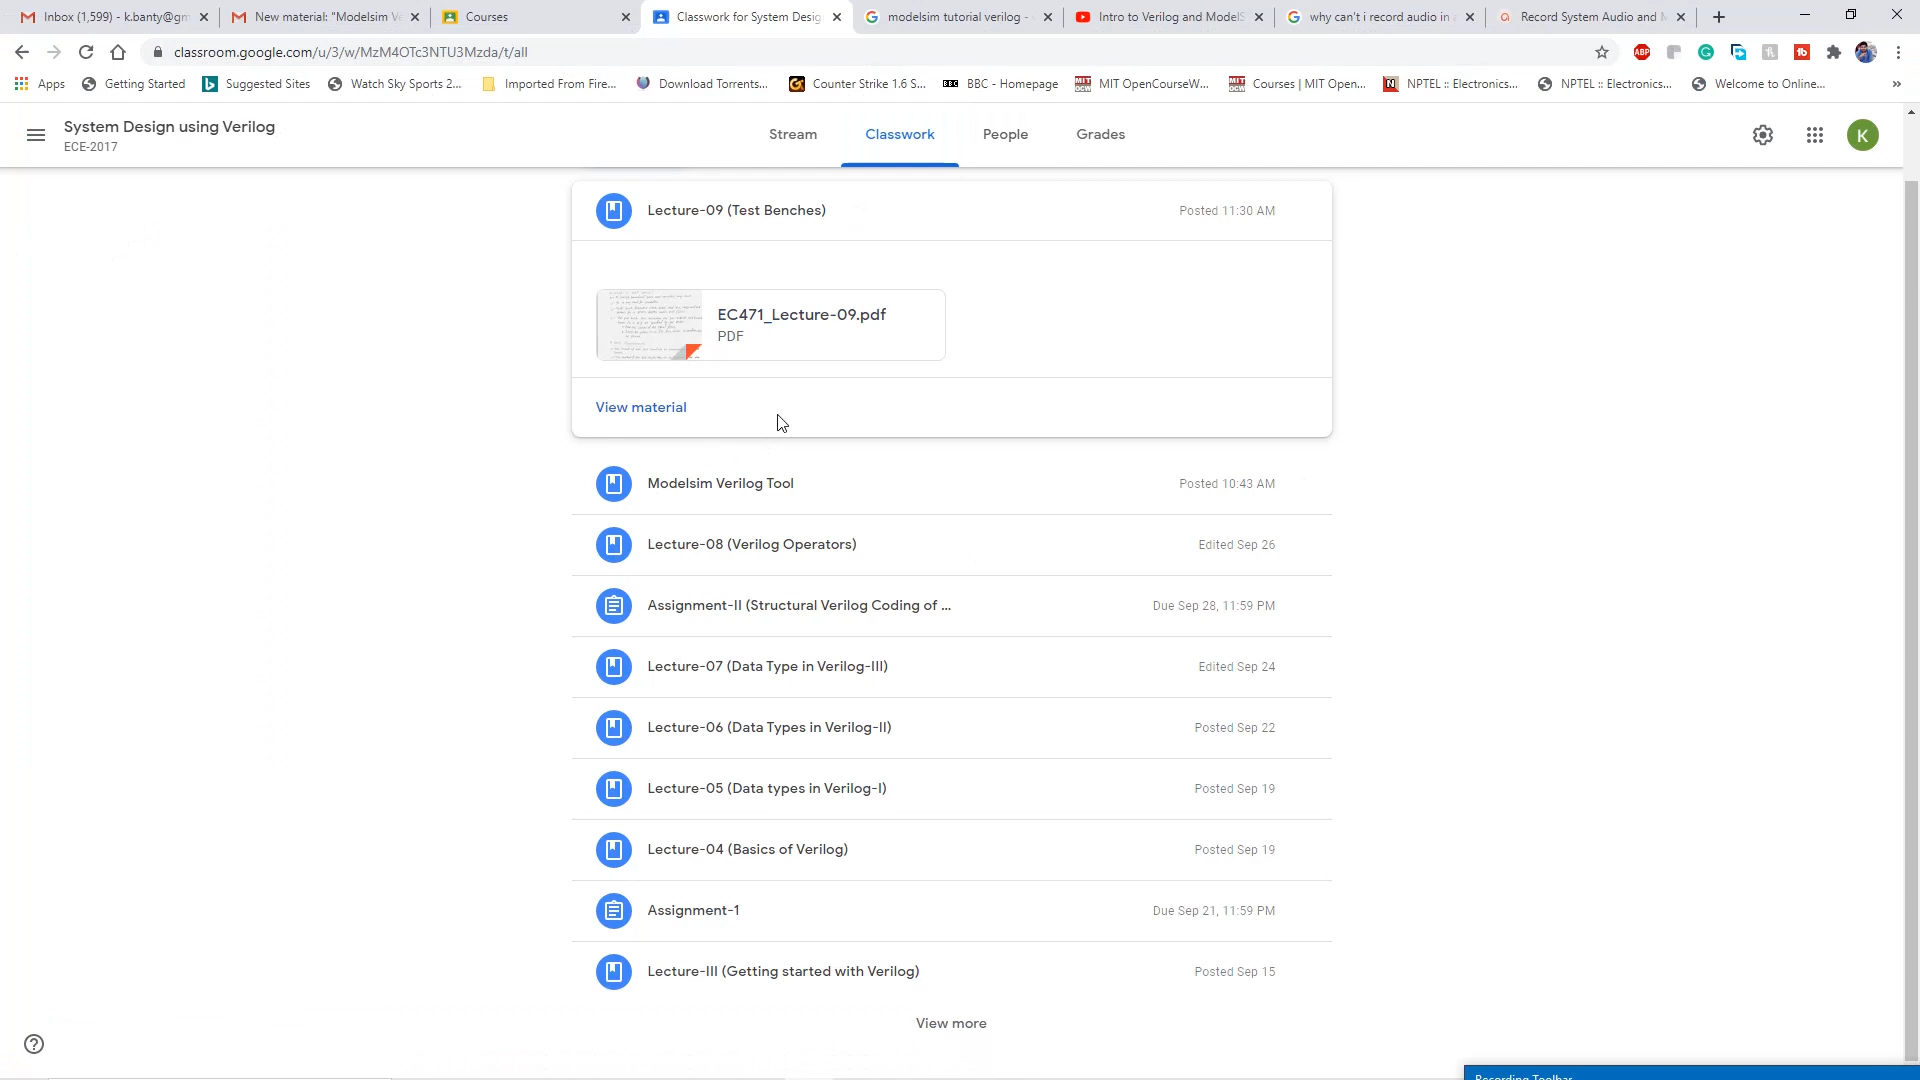 Inbox (1,599) - k.banty@gm
New material: "Modelsim Ve
Courses
Classwork for System Desig
modelsim tutorial verilog -
Intro to Verilog and ModelS
why can't i record audio in
Record System Audio and M
classroom.google.com/u/3/w/MzM4OTc3NTU3Mzda/t/all
Apps
Getting Started
Suggested Sites
Watch Sky Sports 2...
Imported From Fire...
Download Torrents...
Counter Strike 1.6 S...
BBC - Homepage
MIT OpenCourseW...
Courses | MIT Open...
NPTEL :: Electronics...
NPTEL :: Electronics...
Welcome to Online...
System Design using Verilog
ECE-2017
Stream
Classwork
People
Grades
K
Lecture-09 (Test Benches)
Posted 11:30 AM
EC471_Lecture-09.pdf
PDF
View material
Modelsim Verilog Tool
Posted 10:43 AM
Lecture-08 (Verilog Operators)
Edited Sep 26
Assignment-II (Structural Verilog Coding of ...
Due Sep 28, 11:59 PM
Lecture-07 (Data Type in Verilog-III)
Edited Sep 24
Lecture-06 (Data Types in Verilog-II)
Posted Sep 22
Lecture-05 (Data types in Verilog-I)
Posted Sep 19
Lecture-04 (Basics of Verilog)
Posted Sep 19
Assignment-1
Due Sep 21, 11:59 PM
Lecture-III (Getting started with Verilog)
Posted Sep 15
View more
Recording Toolbar